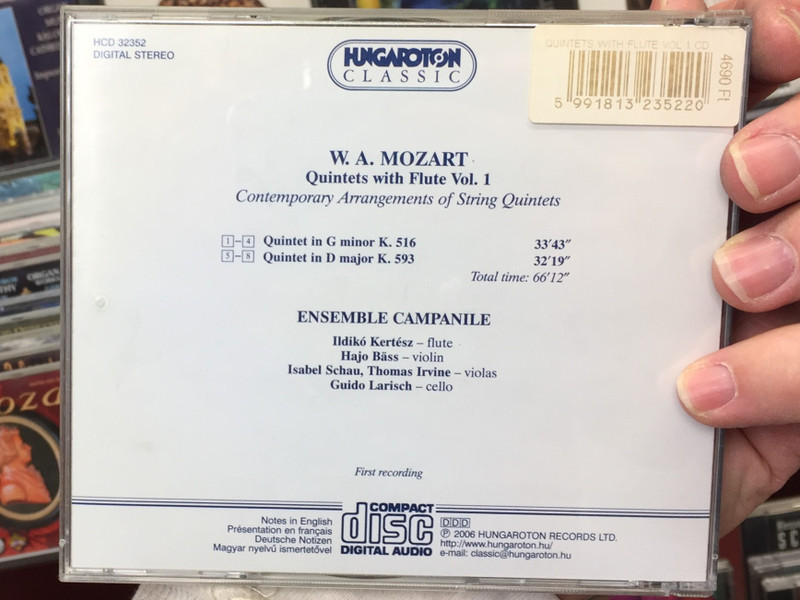 HCD 32352
DIGITAL STEREO
HUNGAROTON
CLASSIC
QUINTETS WITH FLUTE VOL 1 CD
5 991813 235220
4690 Ft
W. A. MOZART
Quintets with Flute Vol. 1
Contemporary Arrangements of String Quintets
1–4 Quintet in G minor K. 516 33’43”
5–8 Quintet in D major K. 593 32’19”
Total time: 66’12”
ENSEMBLE CAMPANILE
Ildikó Kertész – flute
Hajo Bäss – violin
Isabel Schau, Thomas Irvine – violas
Guido Larisch – cello
First recording
Notes in English
Présentation en français
Deutsche Notizen
Magyar nyelvű ismertetővel
COMPACT
disc
DIGITAL AUDIO
DDD
℗ 2006 HUNGAROTON RECORDS LTD.
http://www.hungaroton.hu/
e-mail: classic@hungaroton.hu